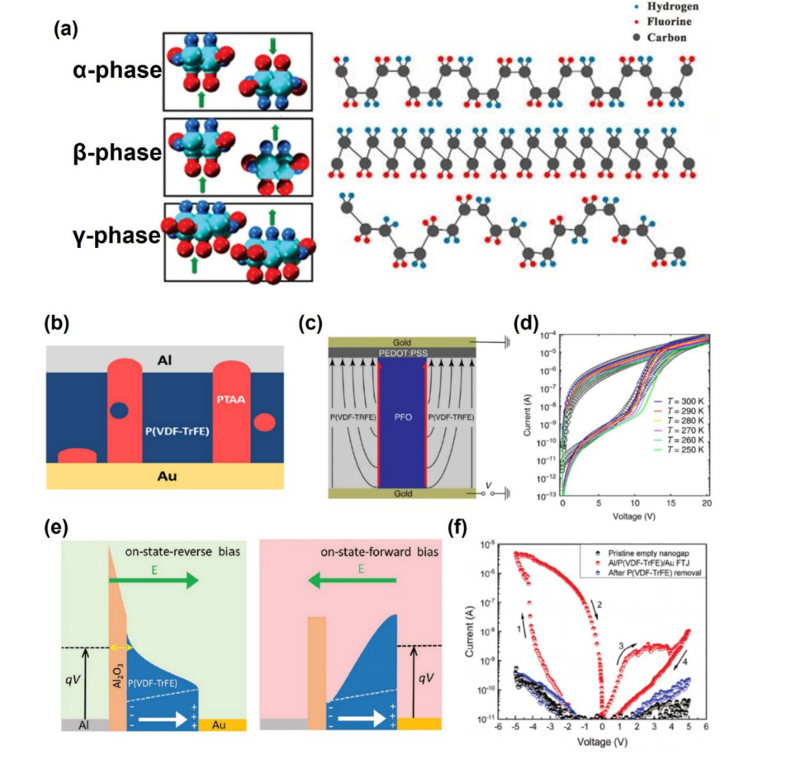 Hydrogen
Fluorine
Carbon
(a)
α-phase
β-phase
γ-phase
(b)
Al
PTAA
P(VDF-TrFE)
Au
(c)
Gold
PEDOT:PSS
P(VDF-TRFE)
PFO
P(VDF-TRFE)
V
Gold
(d)
10⁻⁴
10⁻⁵
10⁻⁶
10⁻⁷
10⁻⁸
10⁻⁹
10⁻¹⁰
10⁻¹¹
10⁻¹²
10⁻¹³
Current (A)
T = 300 K
T = 290 K
T = 280 K
T = 270 K
T = 260 K
T = 250 K
0 5 10 15 20
Voltage (V)
(e)
on-state-reverse bias
E
qV
Al₂O₃
P(VDF-TrFE)
Al
Au
on-state-forward bias
E
qV
(f)
10⁻⁵
10⁻⁶
10⁻⁷
10⁻⁸
10⁻⁹
10⁻¹⁰
10⁻¹¹
Current (A)
Pristine empty nanogap
Al/P(VDF-TrFE)/Au FTJ
After P(VDF-TrFE) removal
1
2
3
4
-6 -5 -4 -3 -2 -1 0 1 2 3 4 5 6
Voltage (V)